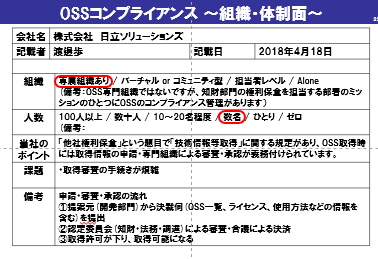 OSSコンプライアンス ～組織・体制面～
会社名 株式会社 日立ソリューションズ
記載者 渡邊歩 記載日 2018年4月18日
組織 専属組織あり / バーチャル or コミュニティ型 / 担当者レベル / Alone
(備考：OSS専門組織ではないですが、知財部門の権利保全を担当する部署のミッ
ションのひとつにOSSのコンプライアンス管理があります)
人数 100人以上 / 数十人 / 10～20名程度 / 数名 / ひとり / ゼロ
(備考：
当社の
ポイント
「他社権利保全」という題目で「技術情報等取得」に関する規定があり、OSS取得時
には取得情報の申請・専門組織による審査・承認が義務付けられています。
課題 ・取得審査の手続きが煩雑
備考 申請・審査・承認の流れ
①提案元(開発部門)から決裁伺(OSS一覧、ライセンス、使用方法などの情報を
含む)を提出
②認定委員会(知財・法務・調達)による審査・合議による決済
③取得許可が下り、取得可能になる